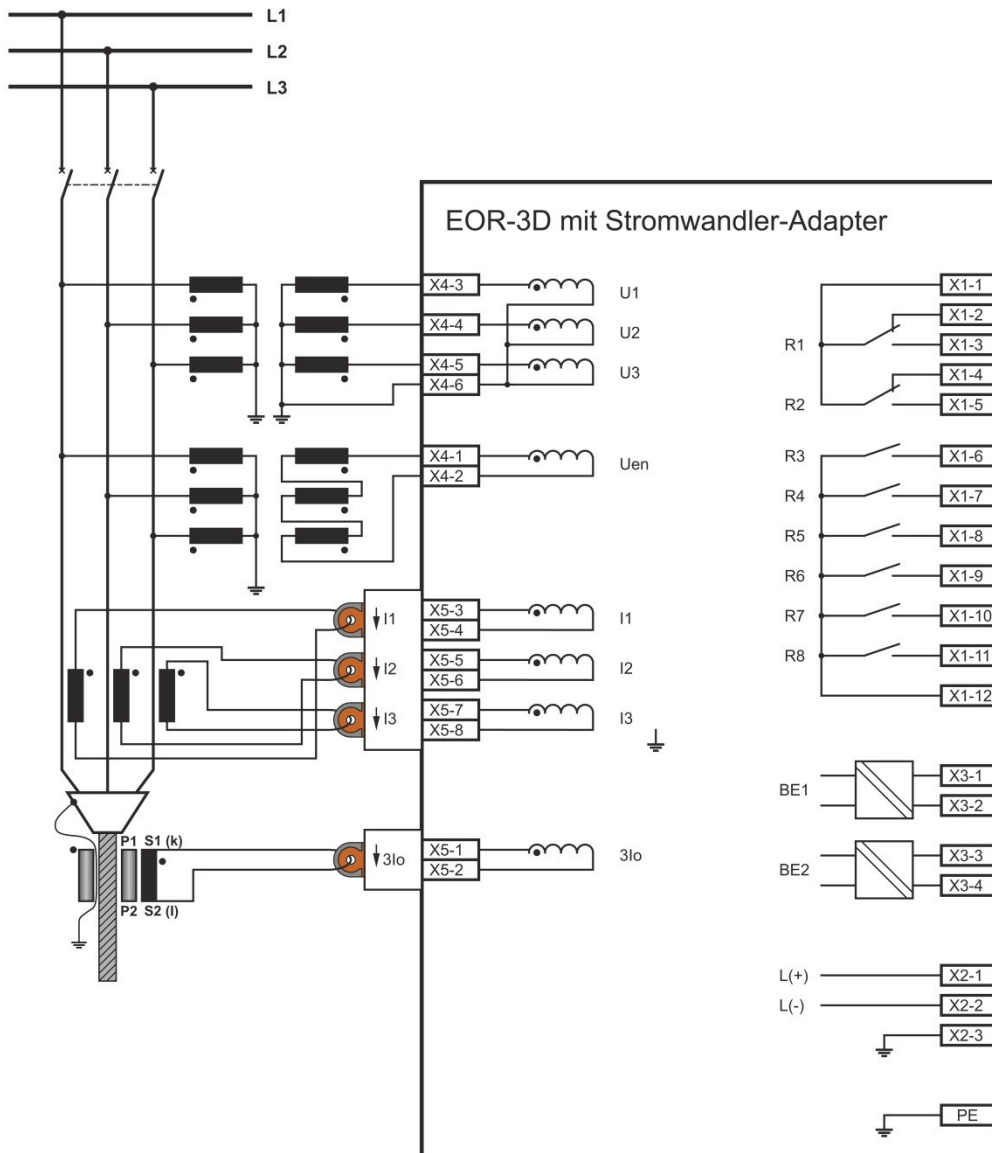 L1
L2
L3
EOR-3D mit Stromwandler-Adapter
X4-3
U1
X1-1
X1-2
X4-4
U2
R1
X1-3
X4-5
U3
X1-4
X4-6
R2
X1-5
X4-1
Uen
R3
X1-6
X4-2
R4
X1-7
R5
X1-8
R6
X1-9
I1
X5-3
I1
R7
X1-10
X5-4
I2
X5-5
I2
R8
X1-11
X5-6
I3
X5-7
I3
X1-12
X5-8
BE1
X3-1
X3-2
P1 S1 (k)
3Io
X5-1
3Io
BE2
X3-3
X5-2
X3-4
P2 S2 (l)
L(+)
X2-1
L(-)
X2-2
X2-3
PE